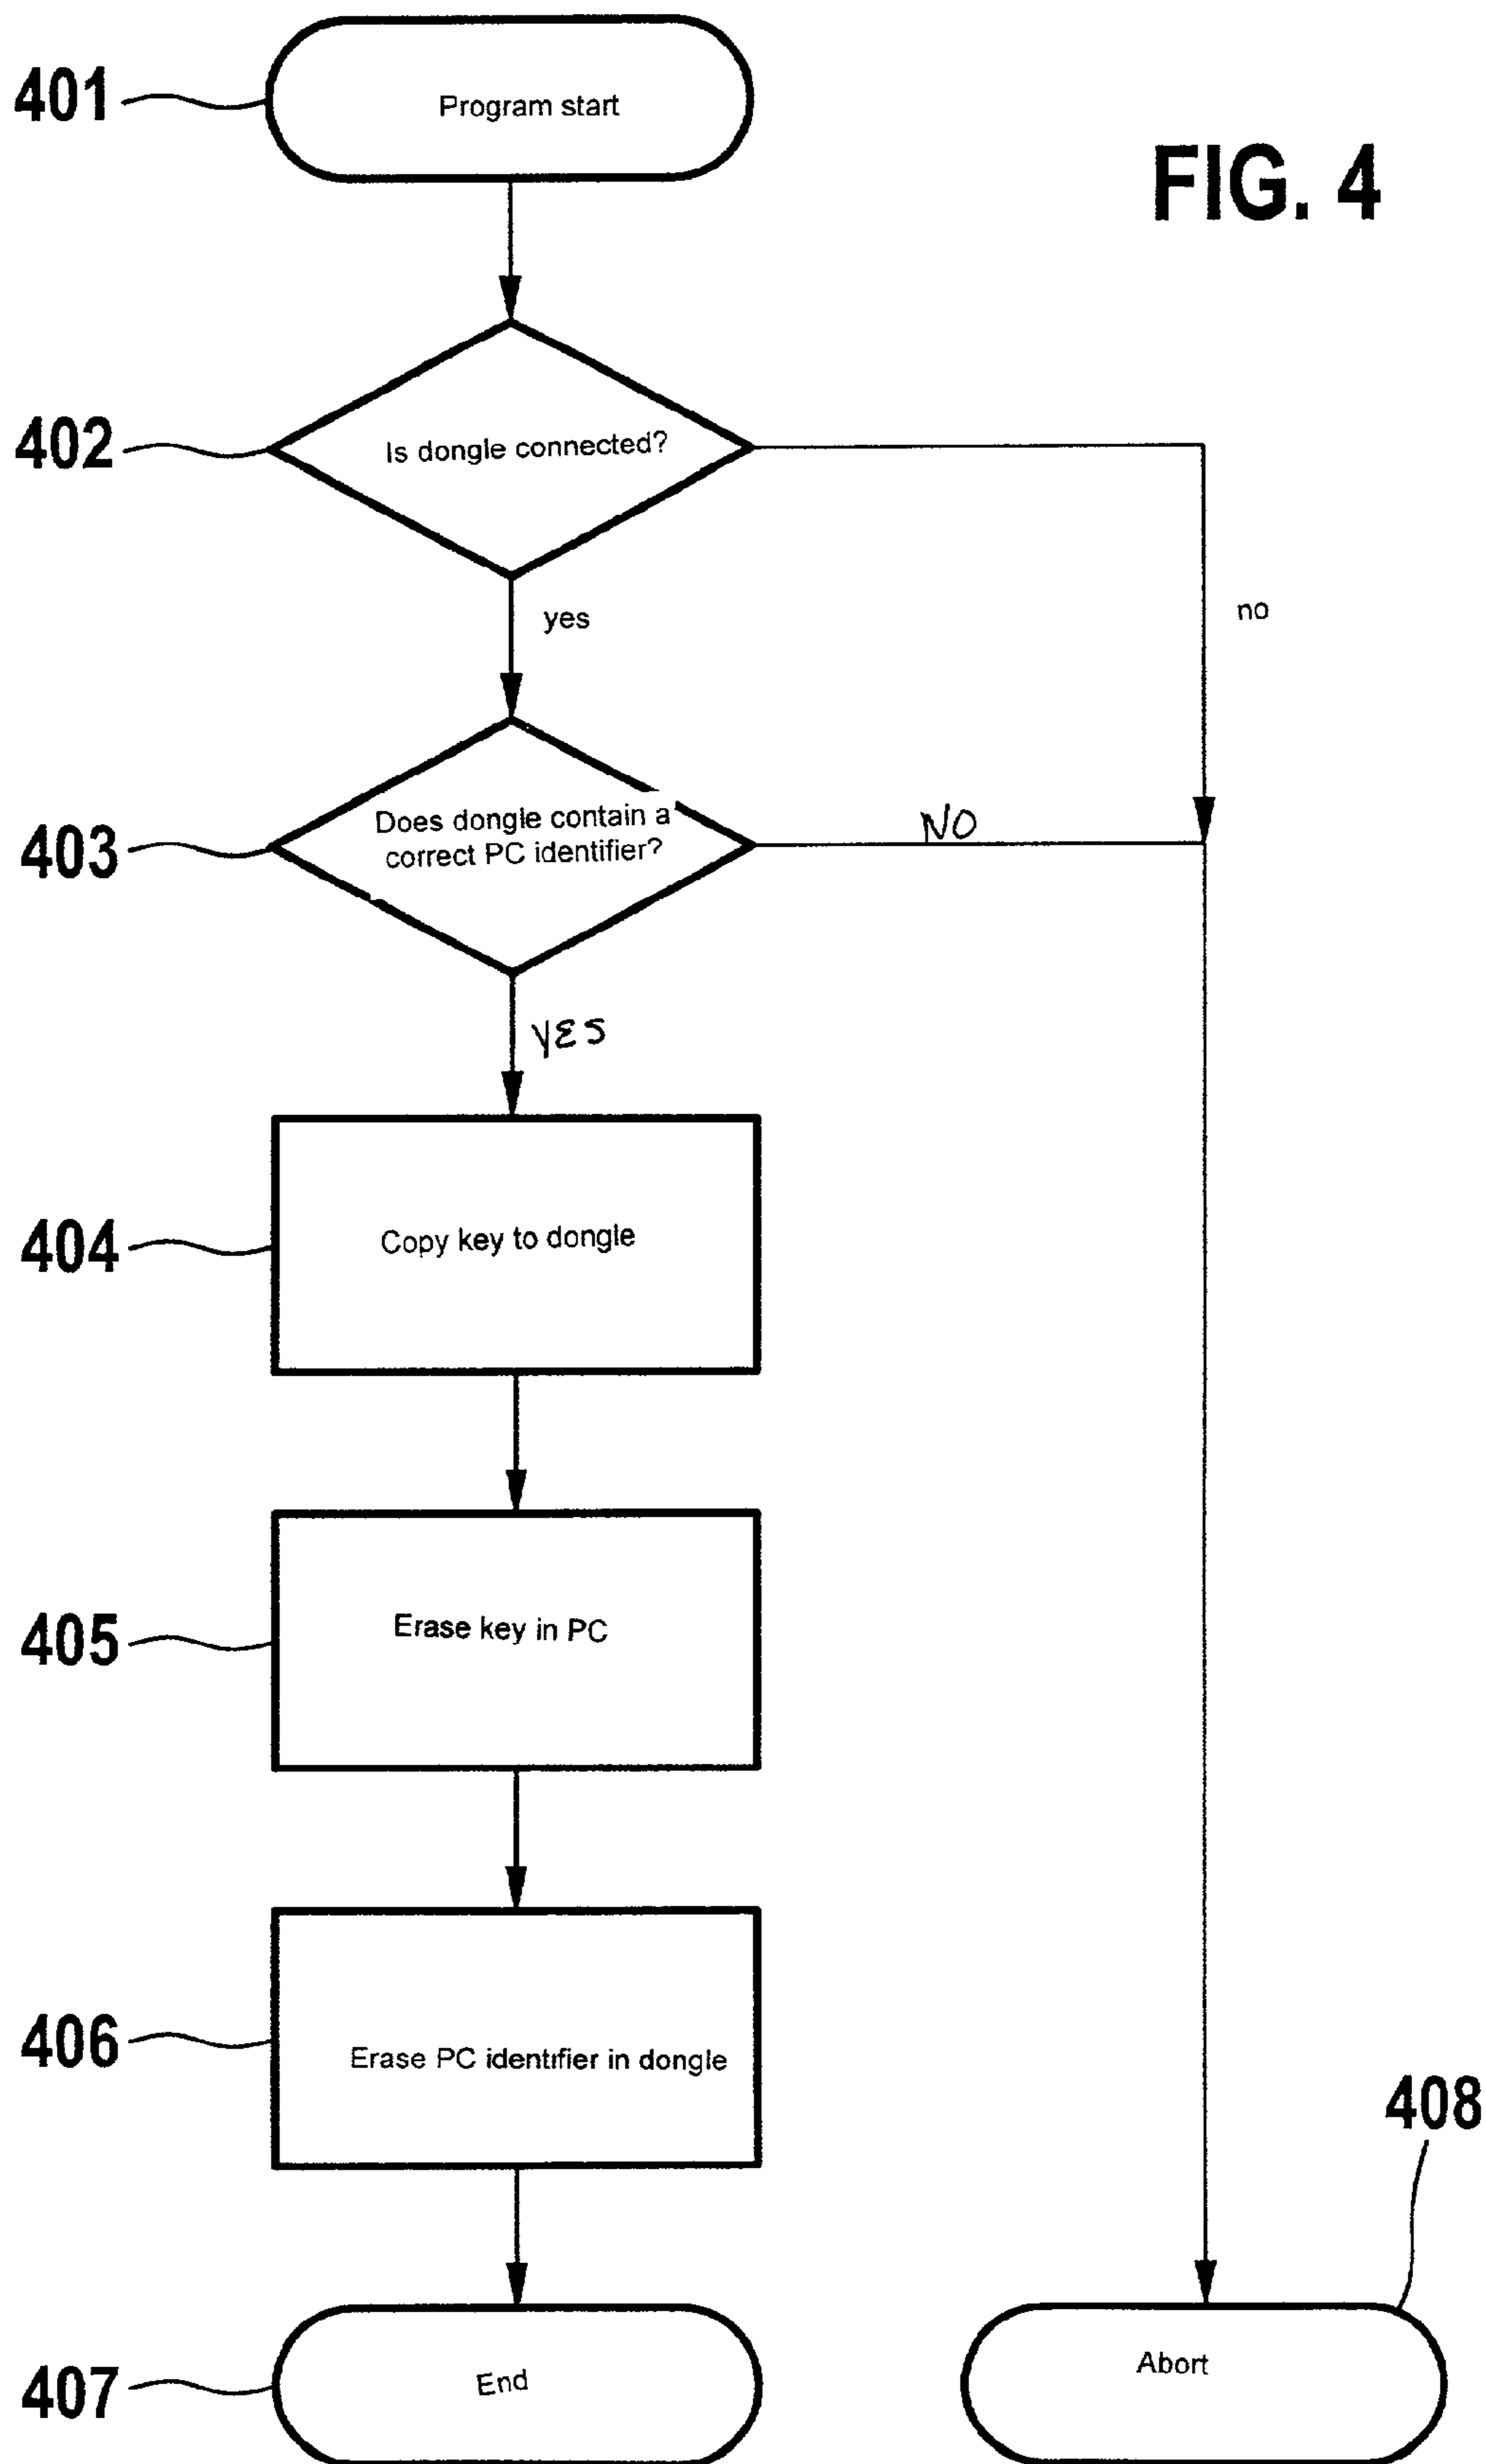 401
Program start
FIG. 4
402
Is dongle connected?
yes
no
403
Does dongle contain a
correct PC identifier?
NO
YES
404
Copy key to dongle
405
Erase key in PC
406
Erase PC identifier in dongle
408
407
End
Abort